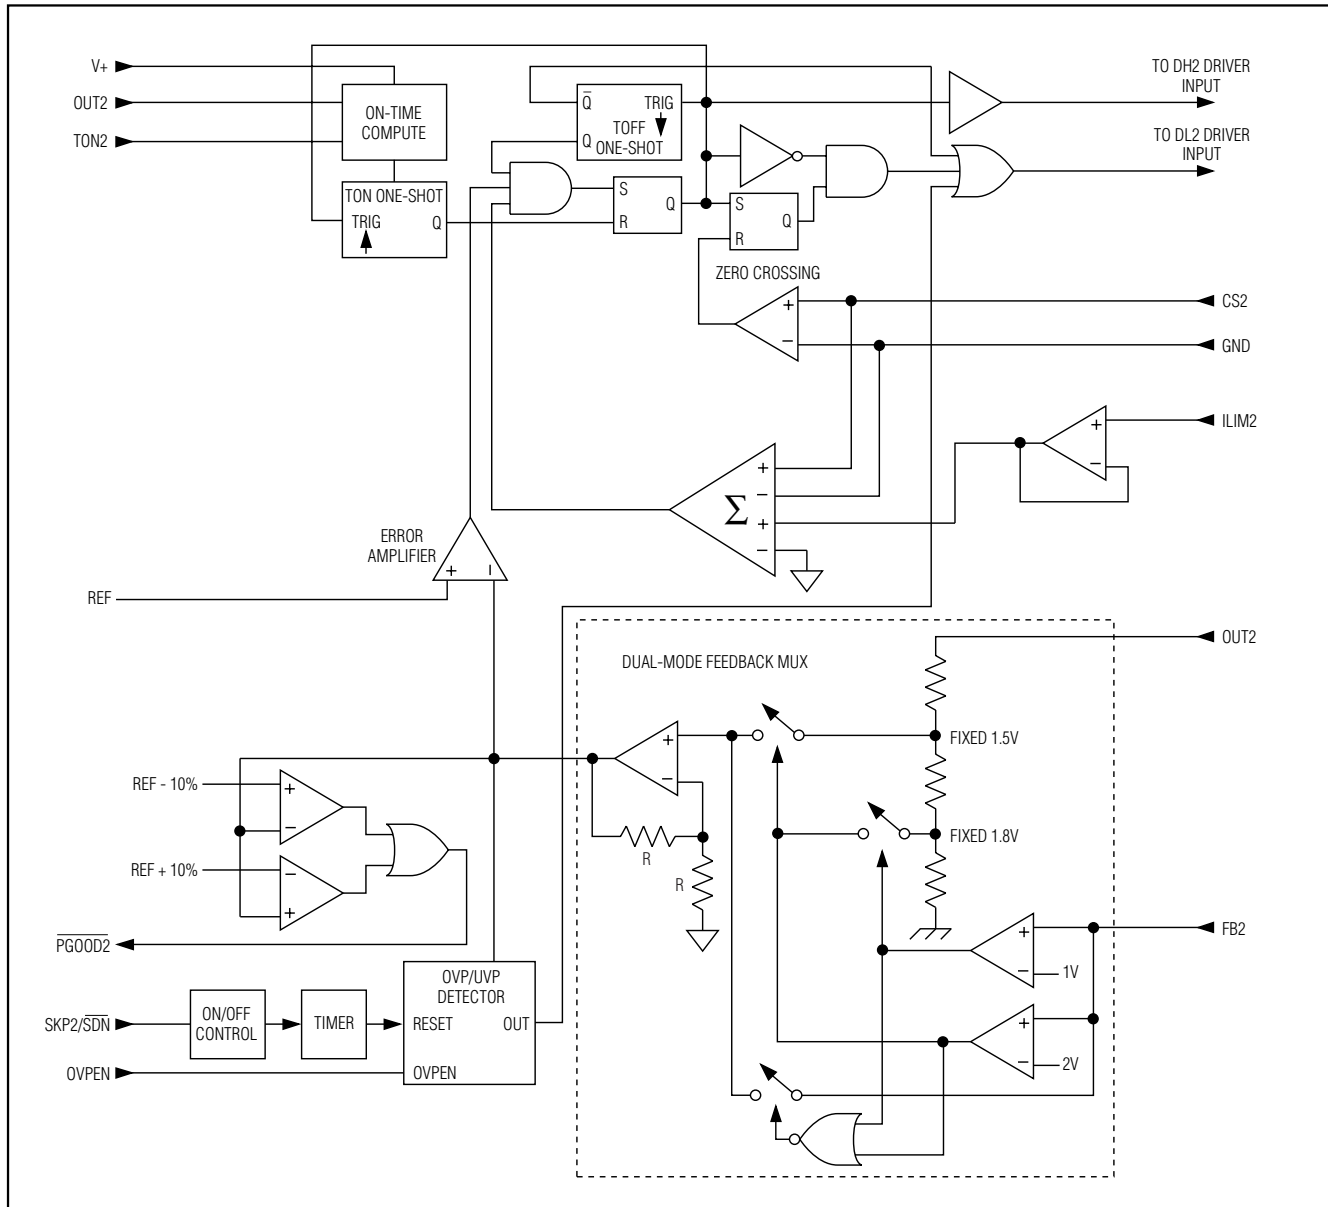 V+
OUT2
TON2
ON-TIME
COMPUTE
TON ONE-SHOT
TRIG
Q
Q̅
TRIG
Q
TOFF
ONE-SHOT
S
R
Q
S
R
Q
TO DH2 DRIVER
INPUT
TO DL2 DRIVER
INPUT
ZERO CROSSING
+
−
CS2
GND
ILIM2
+
−
Σ
+
−
+
−
ERROR
AMPLIFIER
+
−
REF
OUT2
DUAL-MODE FEEDBACK MUX
FIXED 1.5V
FIXED 1.8V
+
−
R
R
REF - 10%
+
−
REF + 10%
−
+
P̅G̅O̅O̅D̅2̅
FB2
+
−
1V
+
−
2V
OVP/UVP
DETECTOR
RESET
OUT
OVPEN
SKP2/S̅D̅N̅
ON/OFF
CONTROL
TIMER
OVPEN